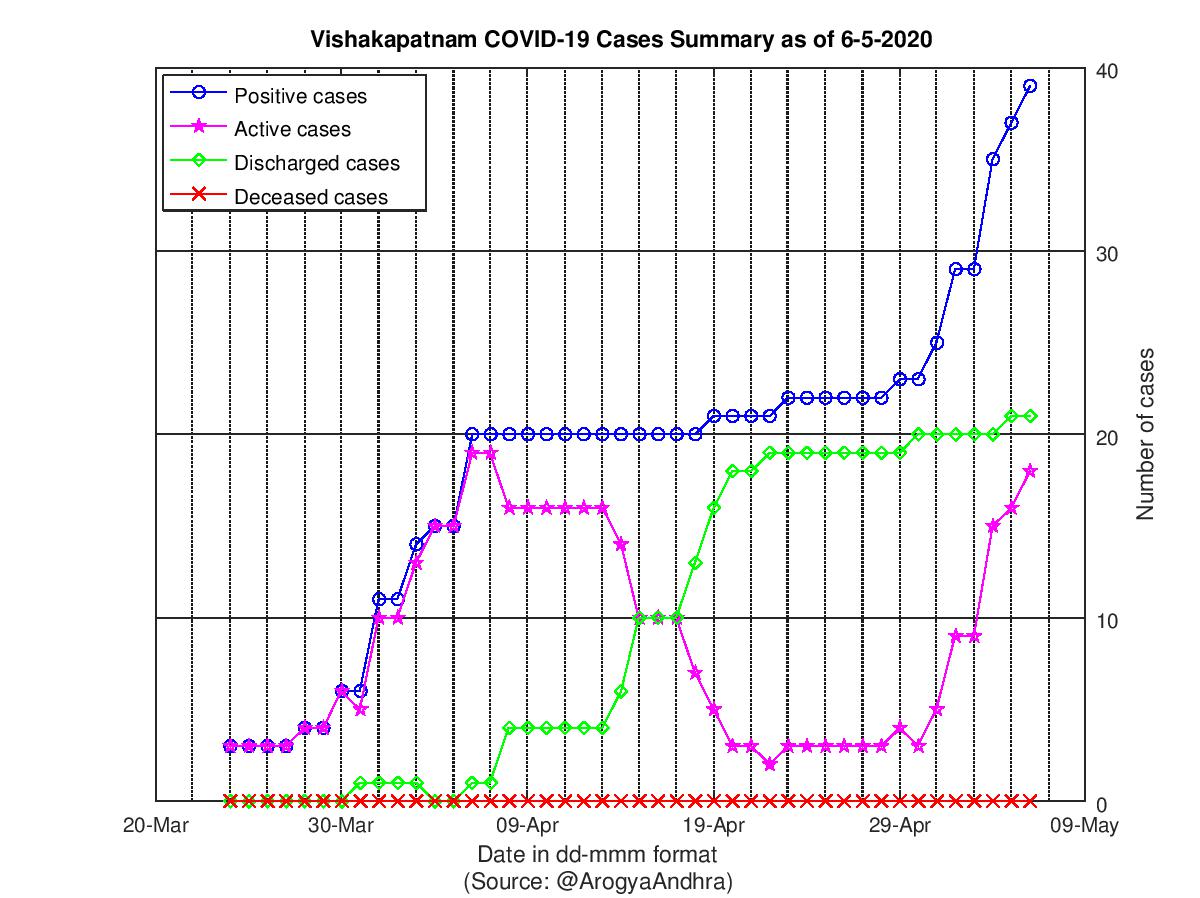 Vishakapatnam COVID-19 Cases Summary as of 6-5-2020
Positive cases
Active cases
Discharged cases
Deceased cases
40
30
20
10
0
Number of cases
20-Mar 30-Mar 09-Apr 19-Apr 29-Apr 09-May
Date in dd-mmm format
(Source: @ArogyaAndhra)